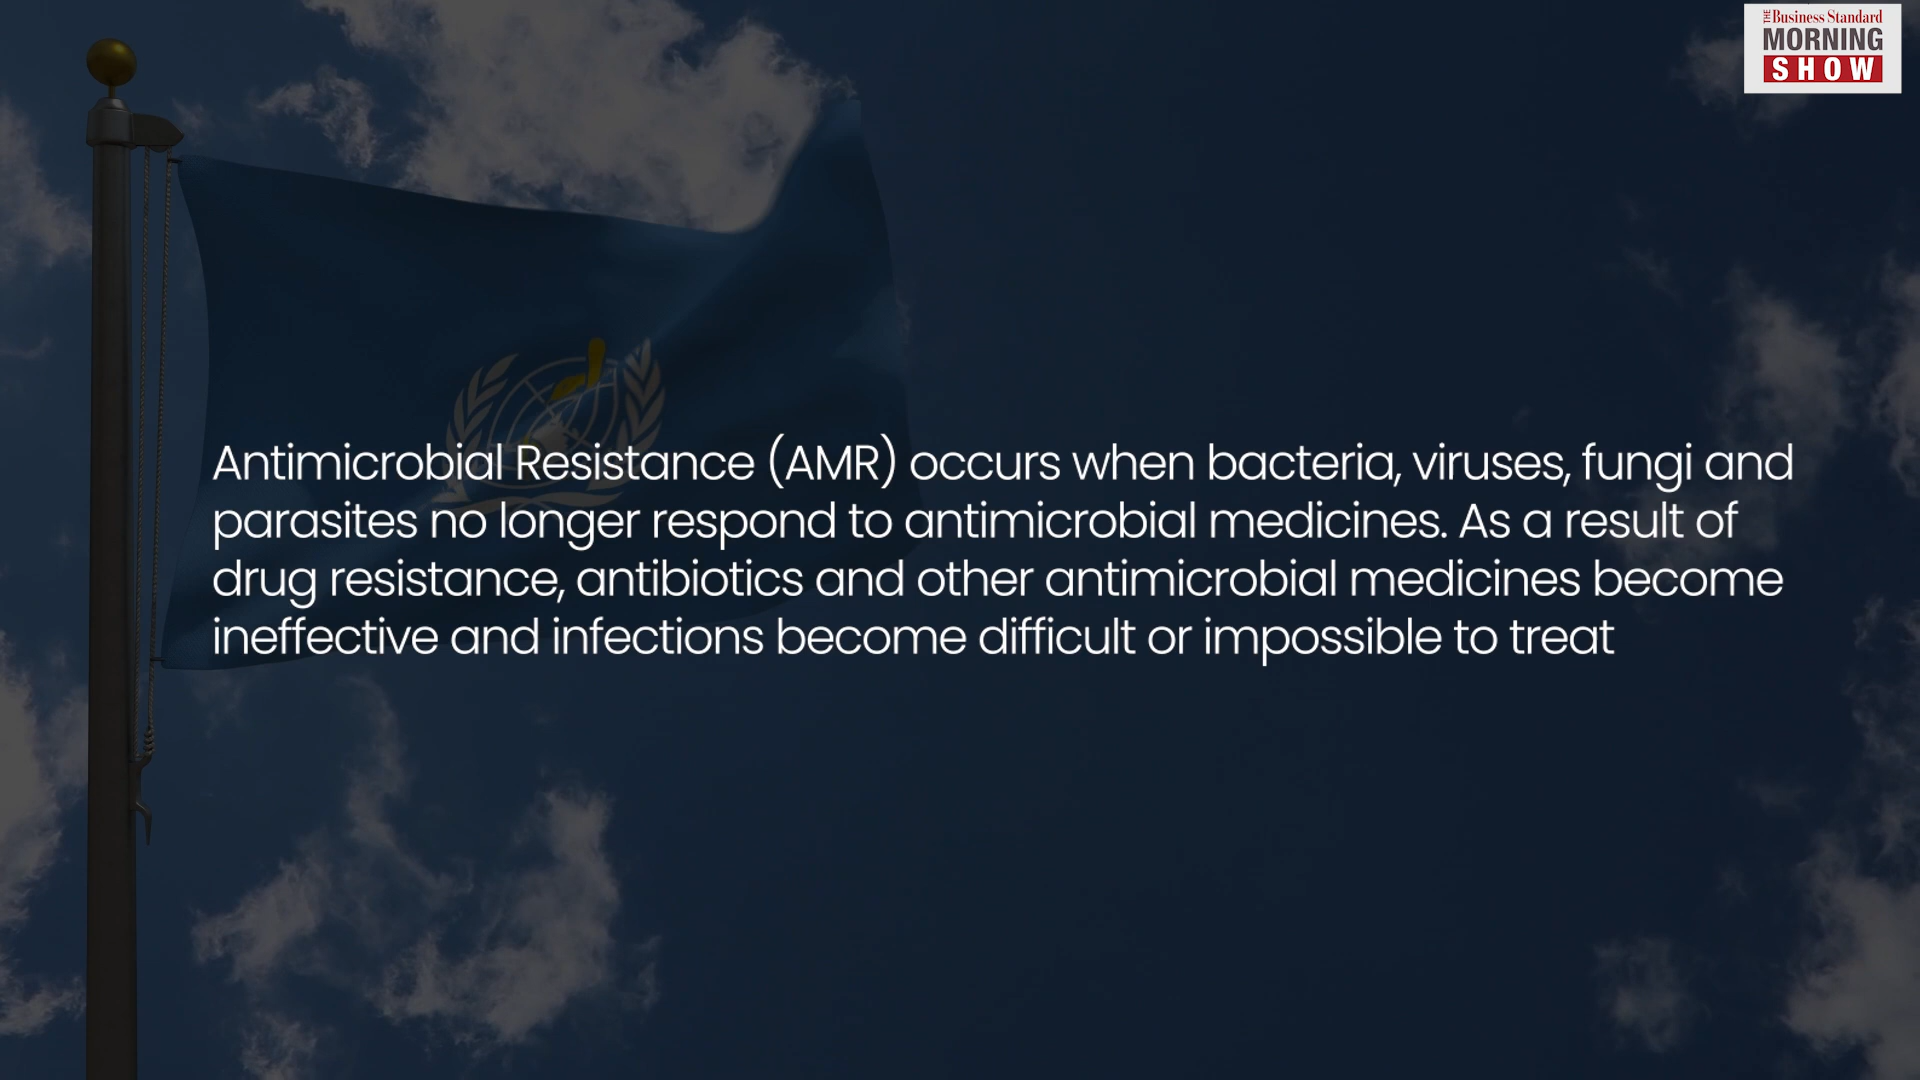 THE Business Standard
MORNING
SHOW
Antimicrobial Resistance (AMR) occurs when bacteria, viruses, fungi and
parasites no longer respond to antimicrobial medicines. As a result of
drug resistance, antibiotics and other antimicrobial medicines become
ineffective and infections become difficult or impossible to treat